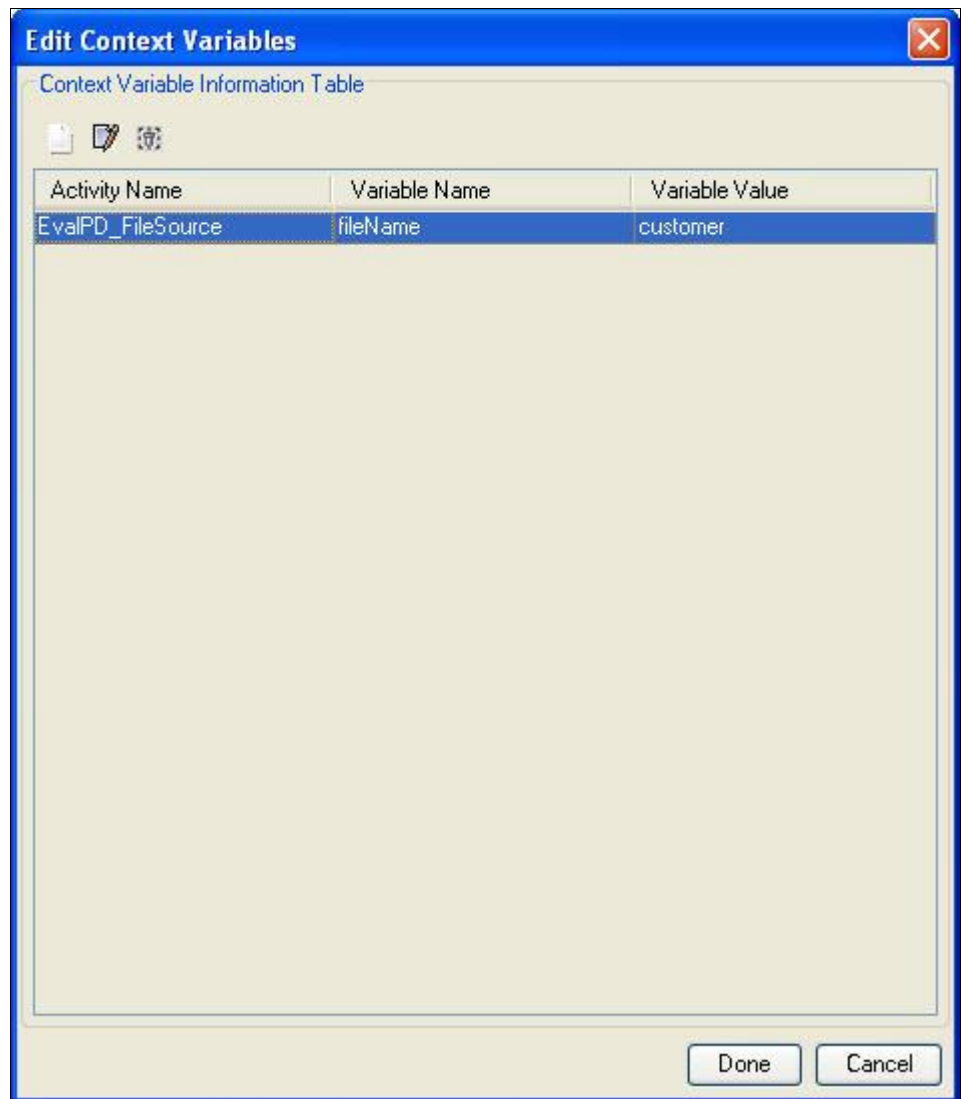 Edit Context Variables
Context Variable Information Table
Activity Name Variable Name Variable Value
EvalPD_FileSource fileName customer
Done Cancel